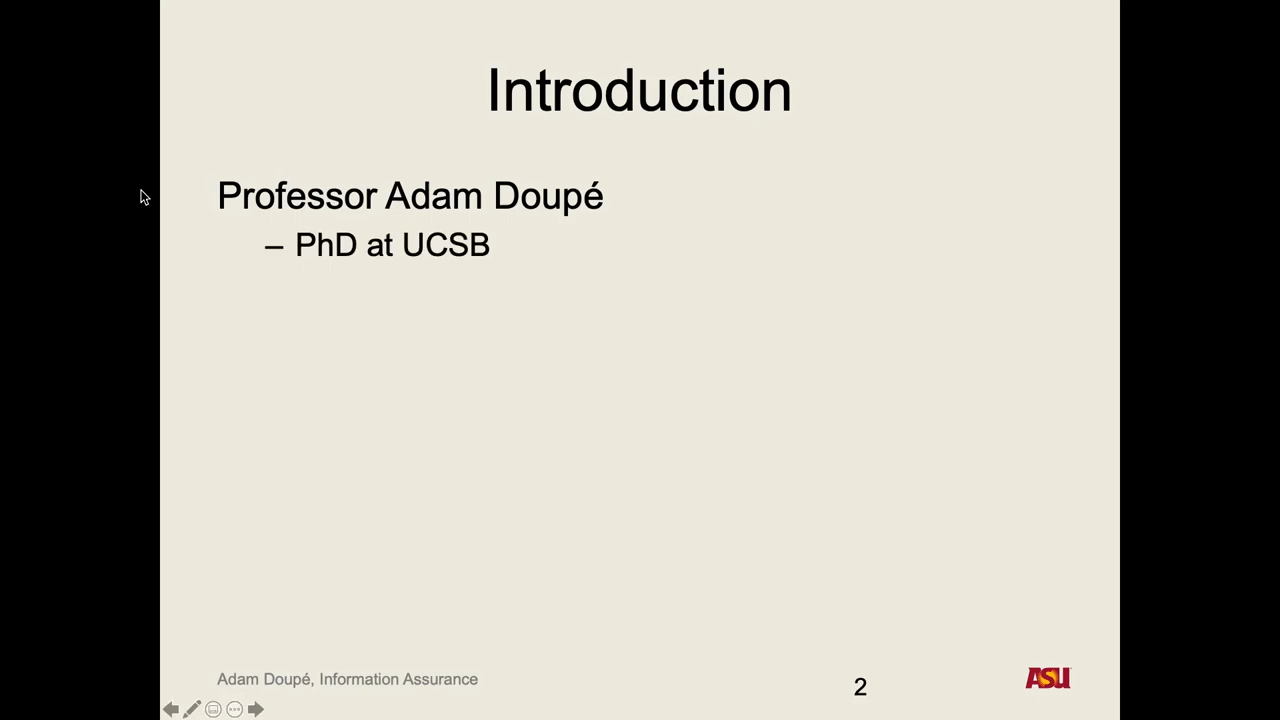 Introduction
Professor Adam Doupé
– PhD at UCSB
Adam Doupé, Information Assurance
2
ASU